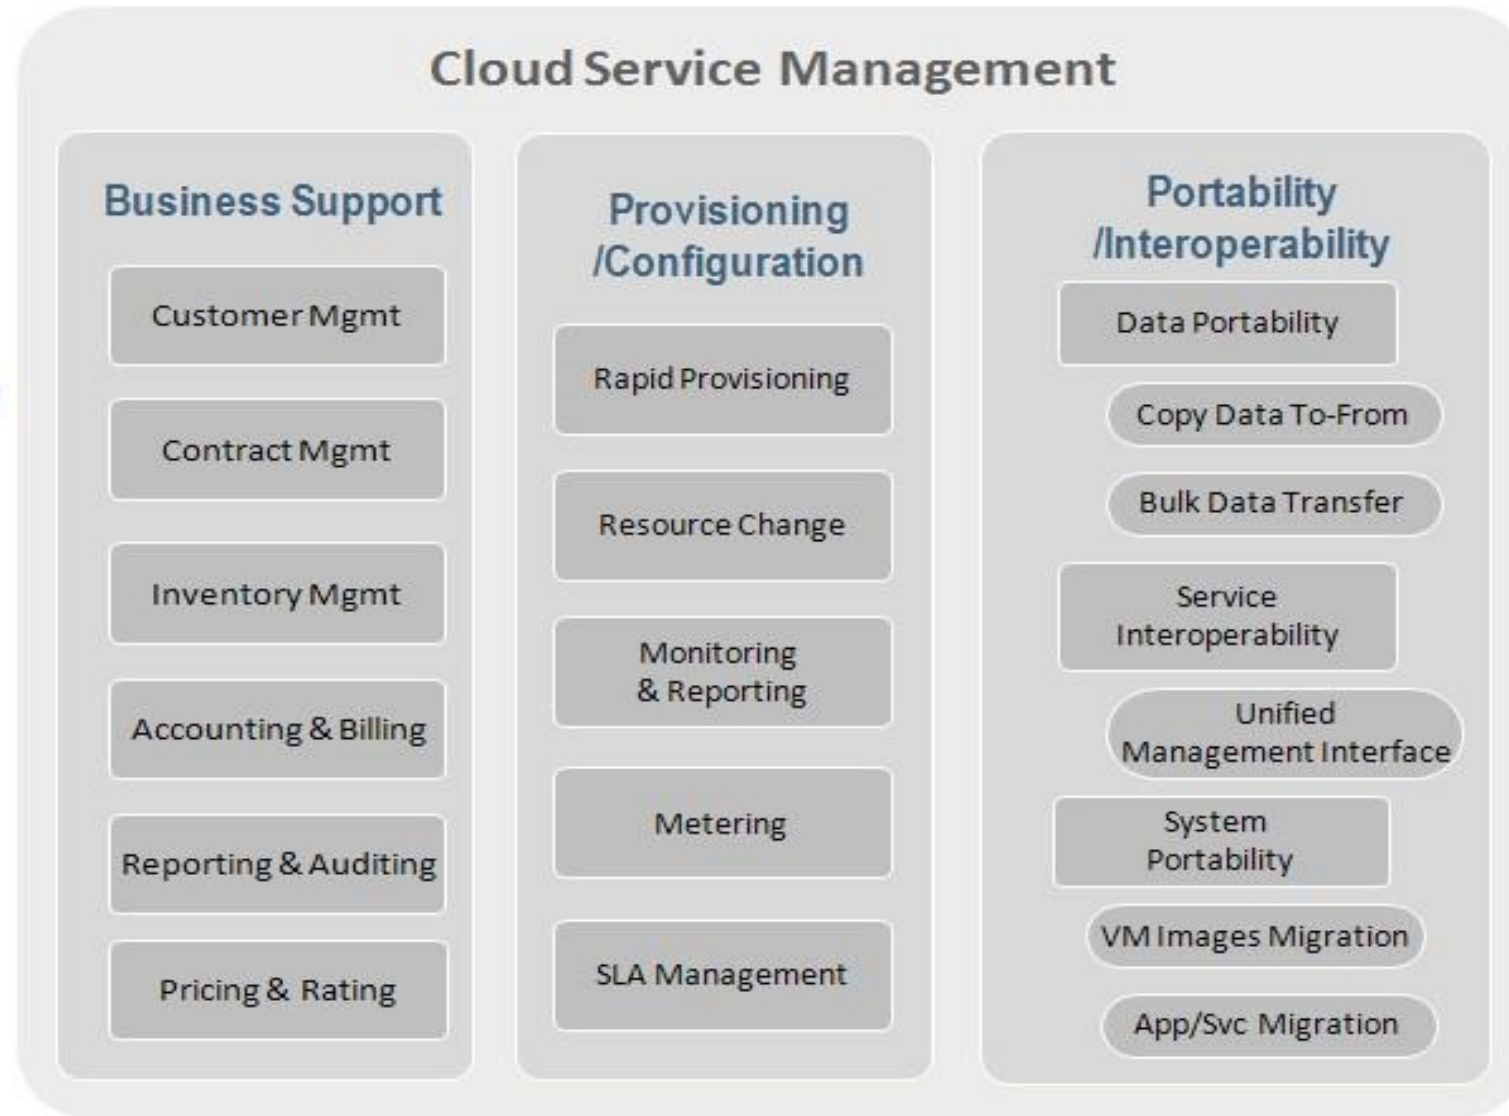 Cloud Service Management
Business Support
Customer Mgmt
Contract Mgmt
Inventory Mgmt
Accounting & Billing
Reporting & Auditing
Pricing & Rating
Provisioning
/Configuration
Rapid Provisioning
Resource Change
Monitoring
& Reporting
Metering
SLA Management
Portability
/Interoperability
Data Portability
Copy Data To-From
Bulk Data Transfer
Service
Interoperability
Unified
Management Interface
System
Portability
VM Images Migration
App/Svc Migration